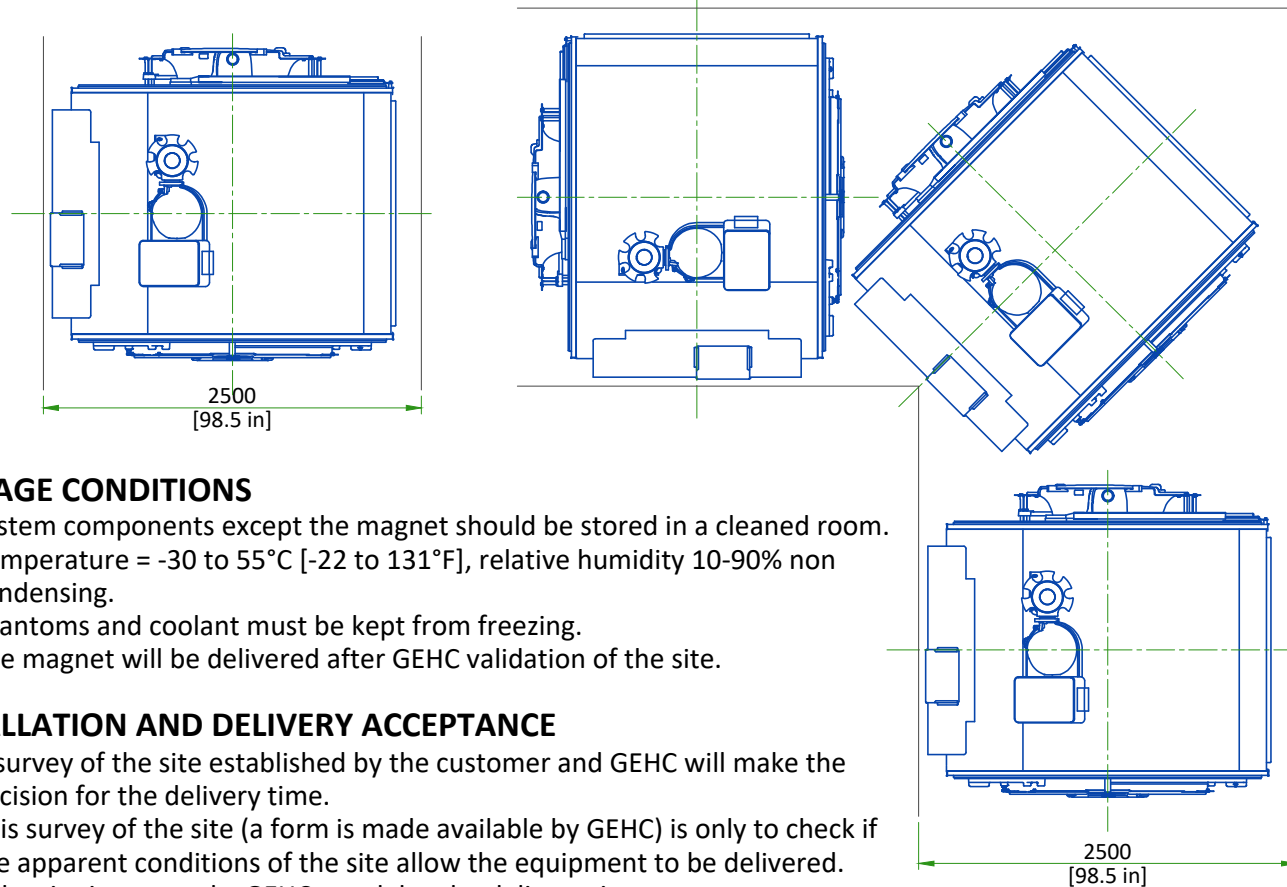 2500
[98.5 in]
AGE CONDITIONS
stem components except the magnet should be stored in a cleaned room.
mperature = -30 to 55°C [-22 to 131°F], relative humidity 10-90% non
ndensing.
antoms and coolant must be kept from freezing.
e magnet will be delivered after GEHC validation of the site.
ALLATION AND DELIVERY ACCEPTANCE
survey of the site established by the customer and GEHC will make the
cision for the delivery time.
is survey of the site (a form is made available by GEHC) is only to check if
e apparent conditions of the site allow the equipment to be delivered.
2500
[98.5 in]